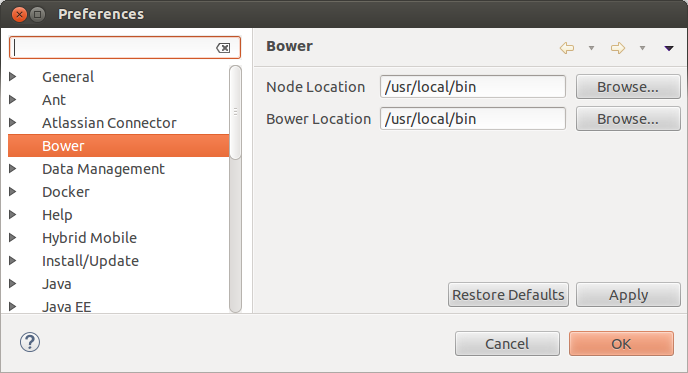 Preferences
Bower
General
Ant
Atlassian Connector
Bower
Data Management
Docker
Help
Hybrid Mobile
Install/Update
Java
Java EE
Node Location /usr/local/bin Browse...
Bower Location /usr/local/bin Browse...
Restore Defaults Apply
? Cancel OK